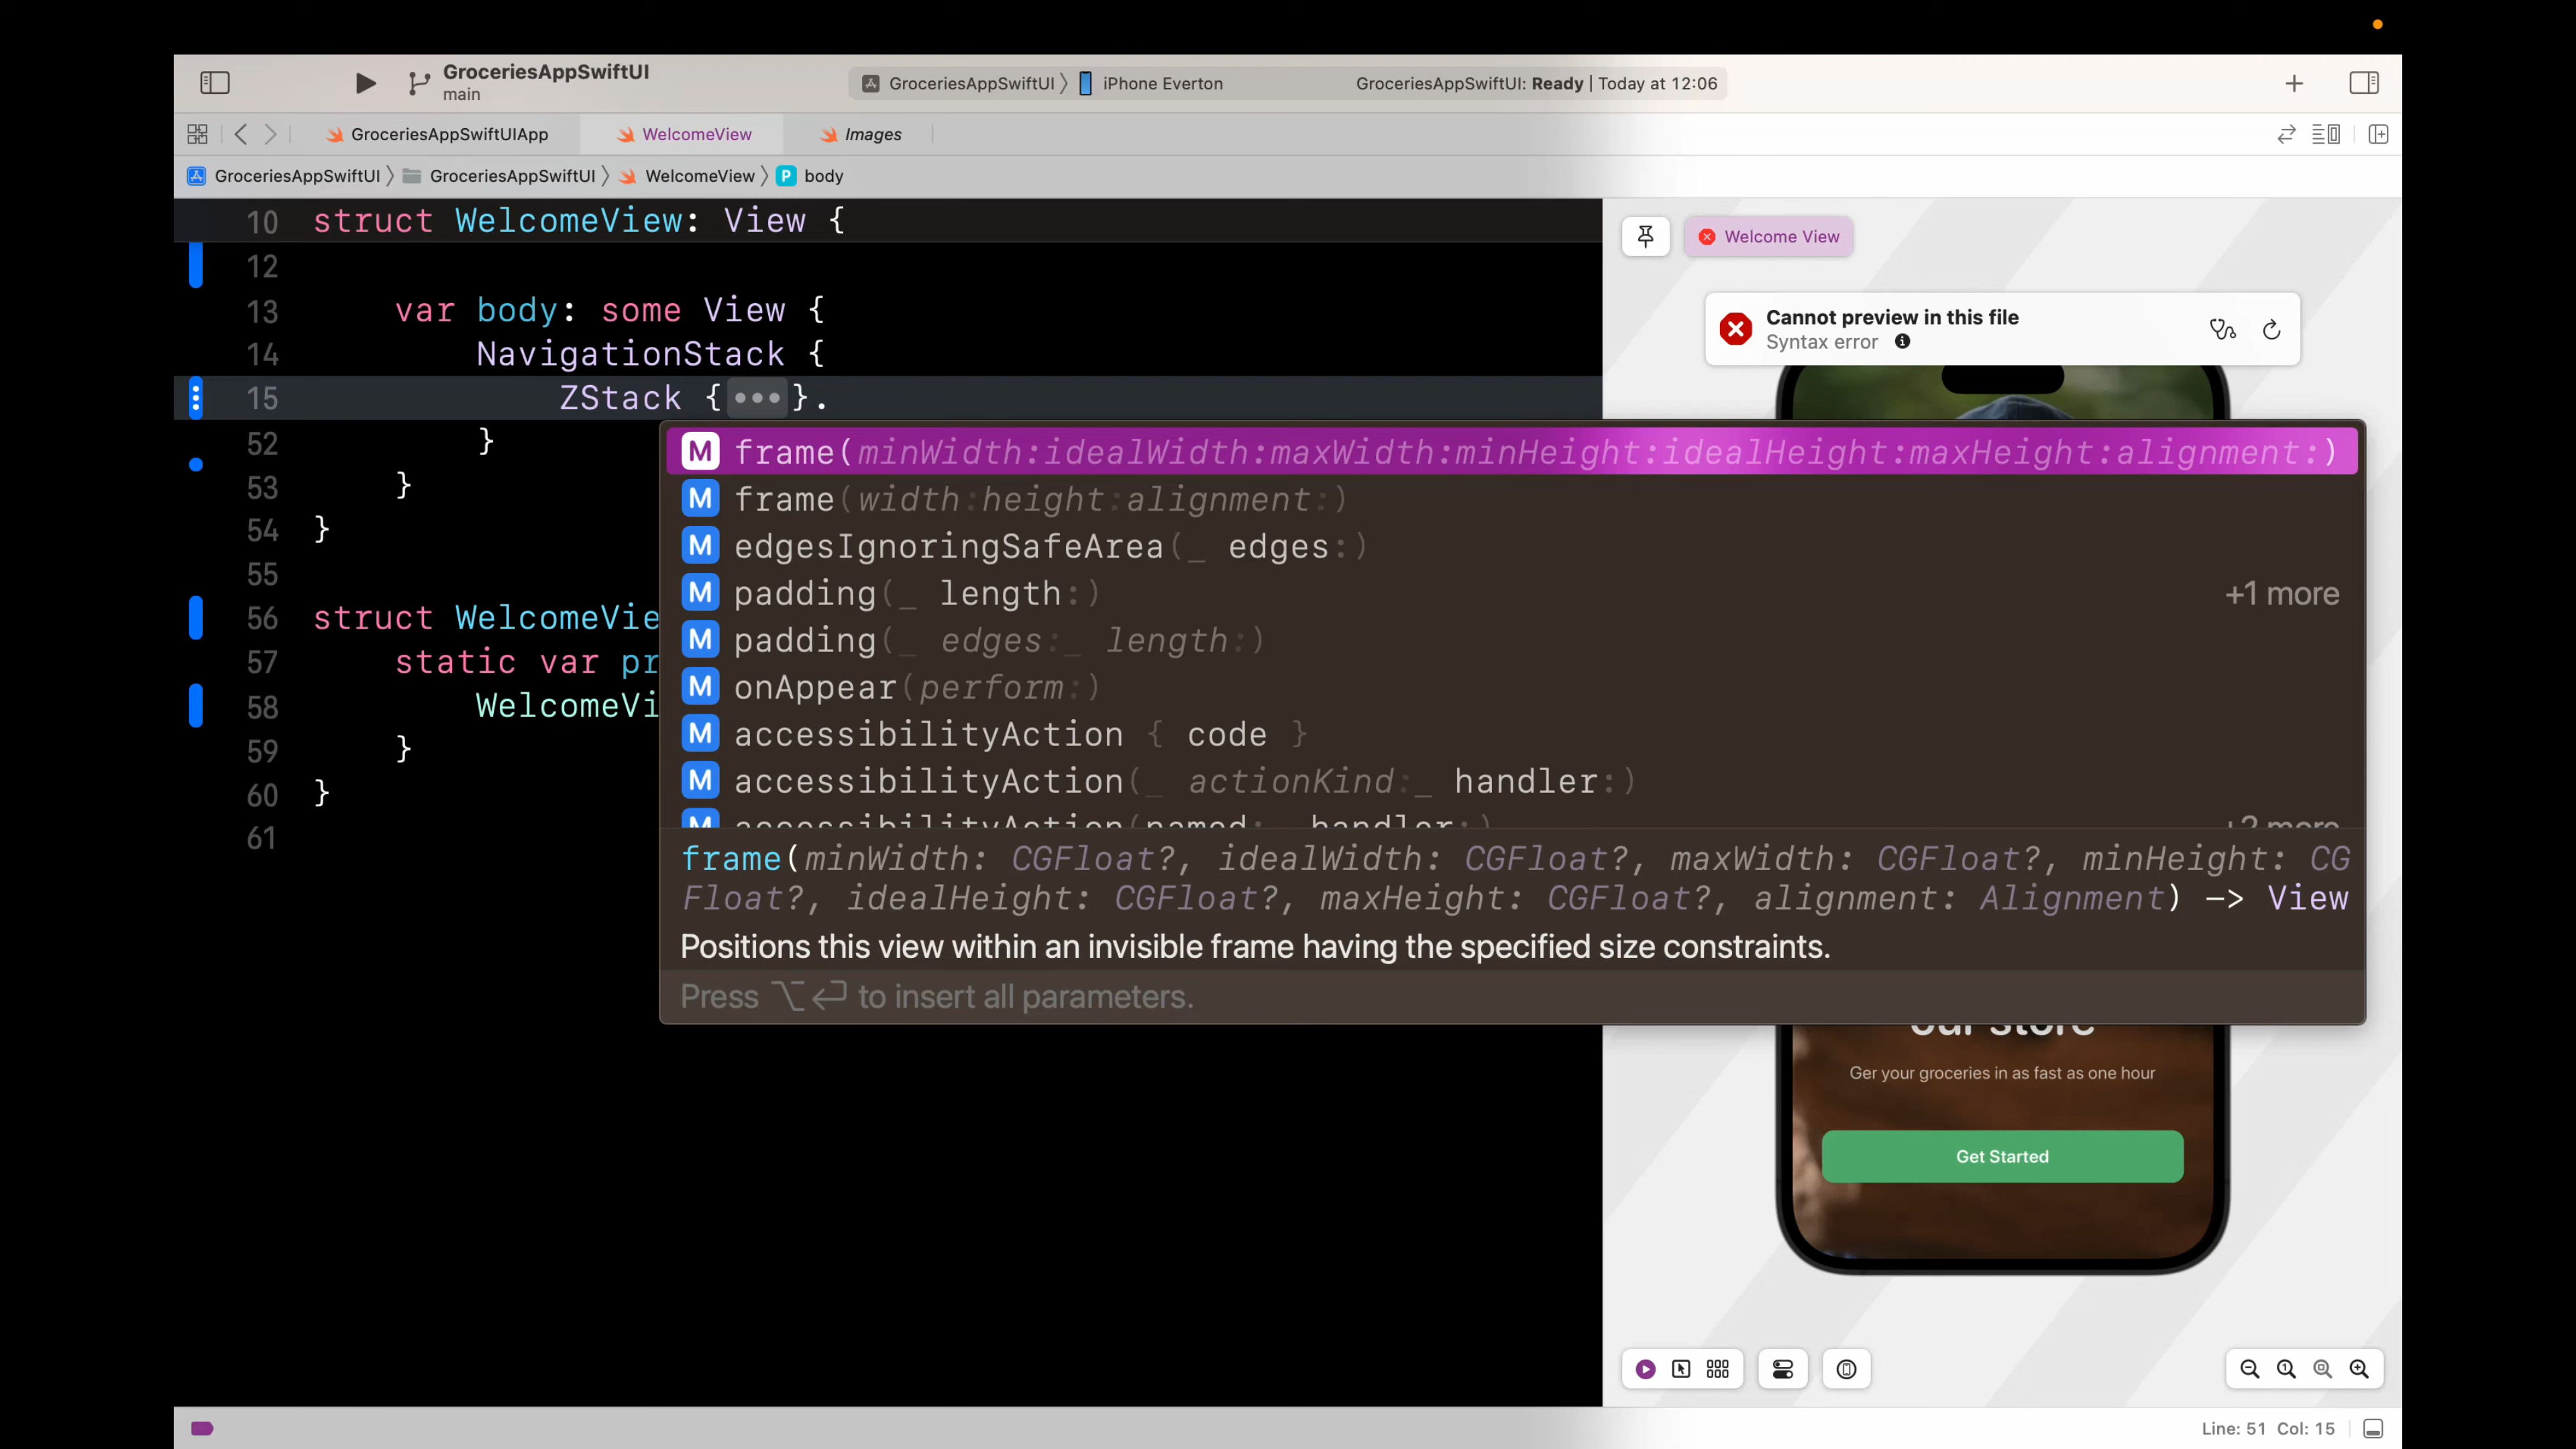 GroceriesAppSwiftUI
main
GroceriesAppSwiftUI 〉 iPhone Everton
GroceriesAppSwiftUI: Ready | Today at 12:06
GroceriesAppSwiftUIApp
WelcomeView
Images
GroceriesAppSwiftUI 〉 GroceriesAppSwiftUI 〉 WelcomeView 〉 P body
10 struct WelcomeView: View {
12
13 var body: some View {
14 NavigationStack {
15 ZStack {•••}.
52 }
53 }
54 }
55
56 struct WelcomeVie
57 static var pr
58 WelcomeVi
59 }
60 }
61
M frame(minWidth:idealWidth:maxWidth:minHeight:idealHeight:maxHeight:alignment:)
M frame(width:height:alignment:)
M edgesIgnoringSafeArea(_ edges:)
M padding(_ length:) +1 more
M padding(_ edges:_ length:)
M onAppear(perform:)
M accessibilityAction { code }
M accessibilityAction(_ actionKind:_ handler:)
M accessibilityAction(named:_ handler:) +2 more
frame(minWidth: CGFloat?, idealWidth: CGFloat?, maxWidth: CGFloat?, minHeight: CG
Float?, idealHeight: CGFloat?, maxHeight: CGFloat?, alignment: Alignment) -> View
Positions this view within an invisible frame having the specified size constraints.
Press ⌥↩ to insert all parameters.
Welcome View
Cannot preview in this file
Syntax error
our store
Ger your groceries in as fast as one hour
Get Started
Line: 51 Col: 15